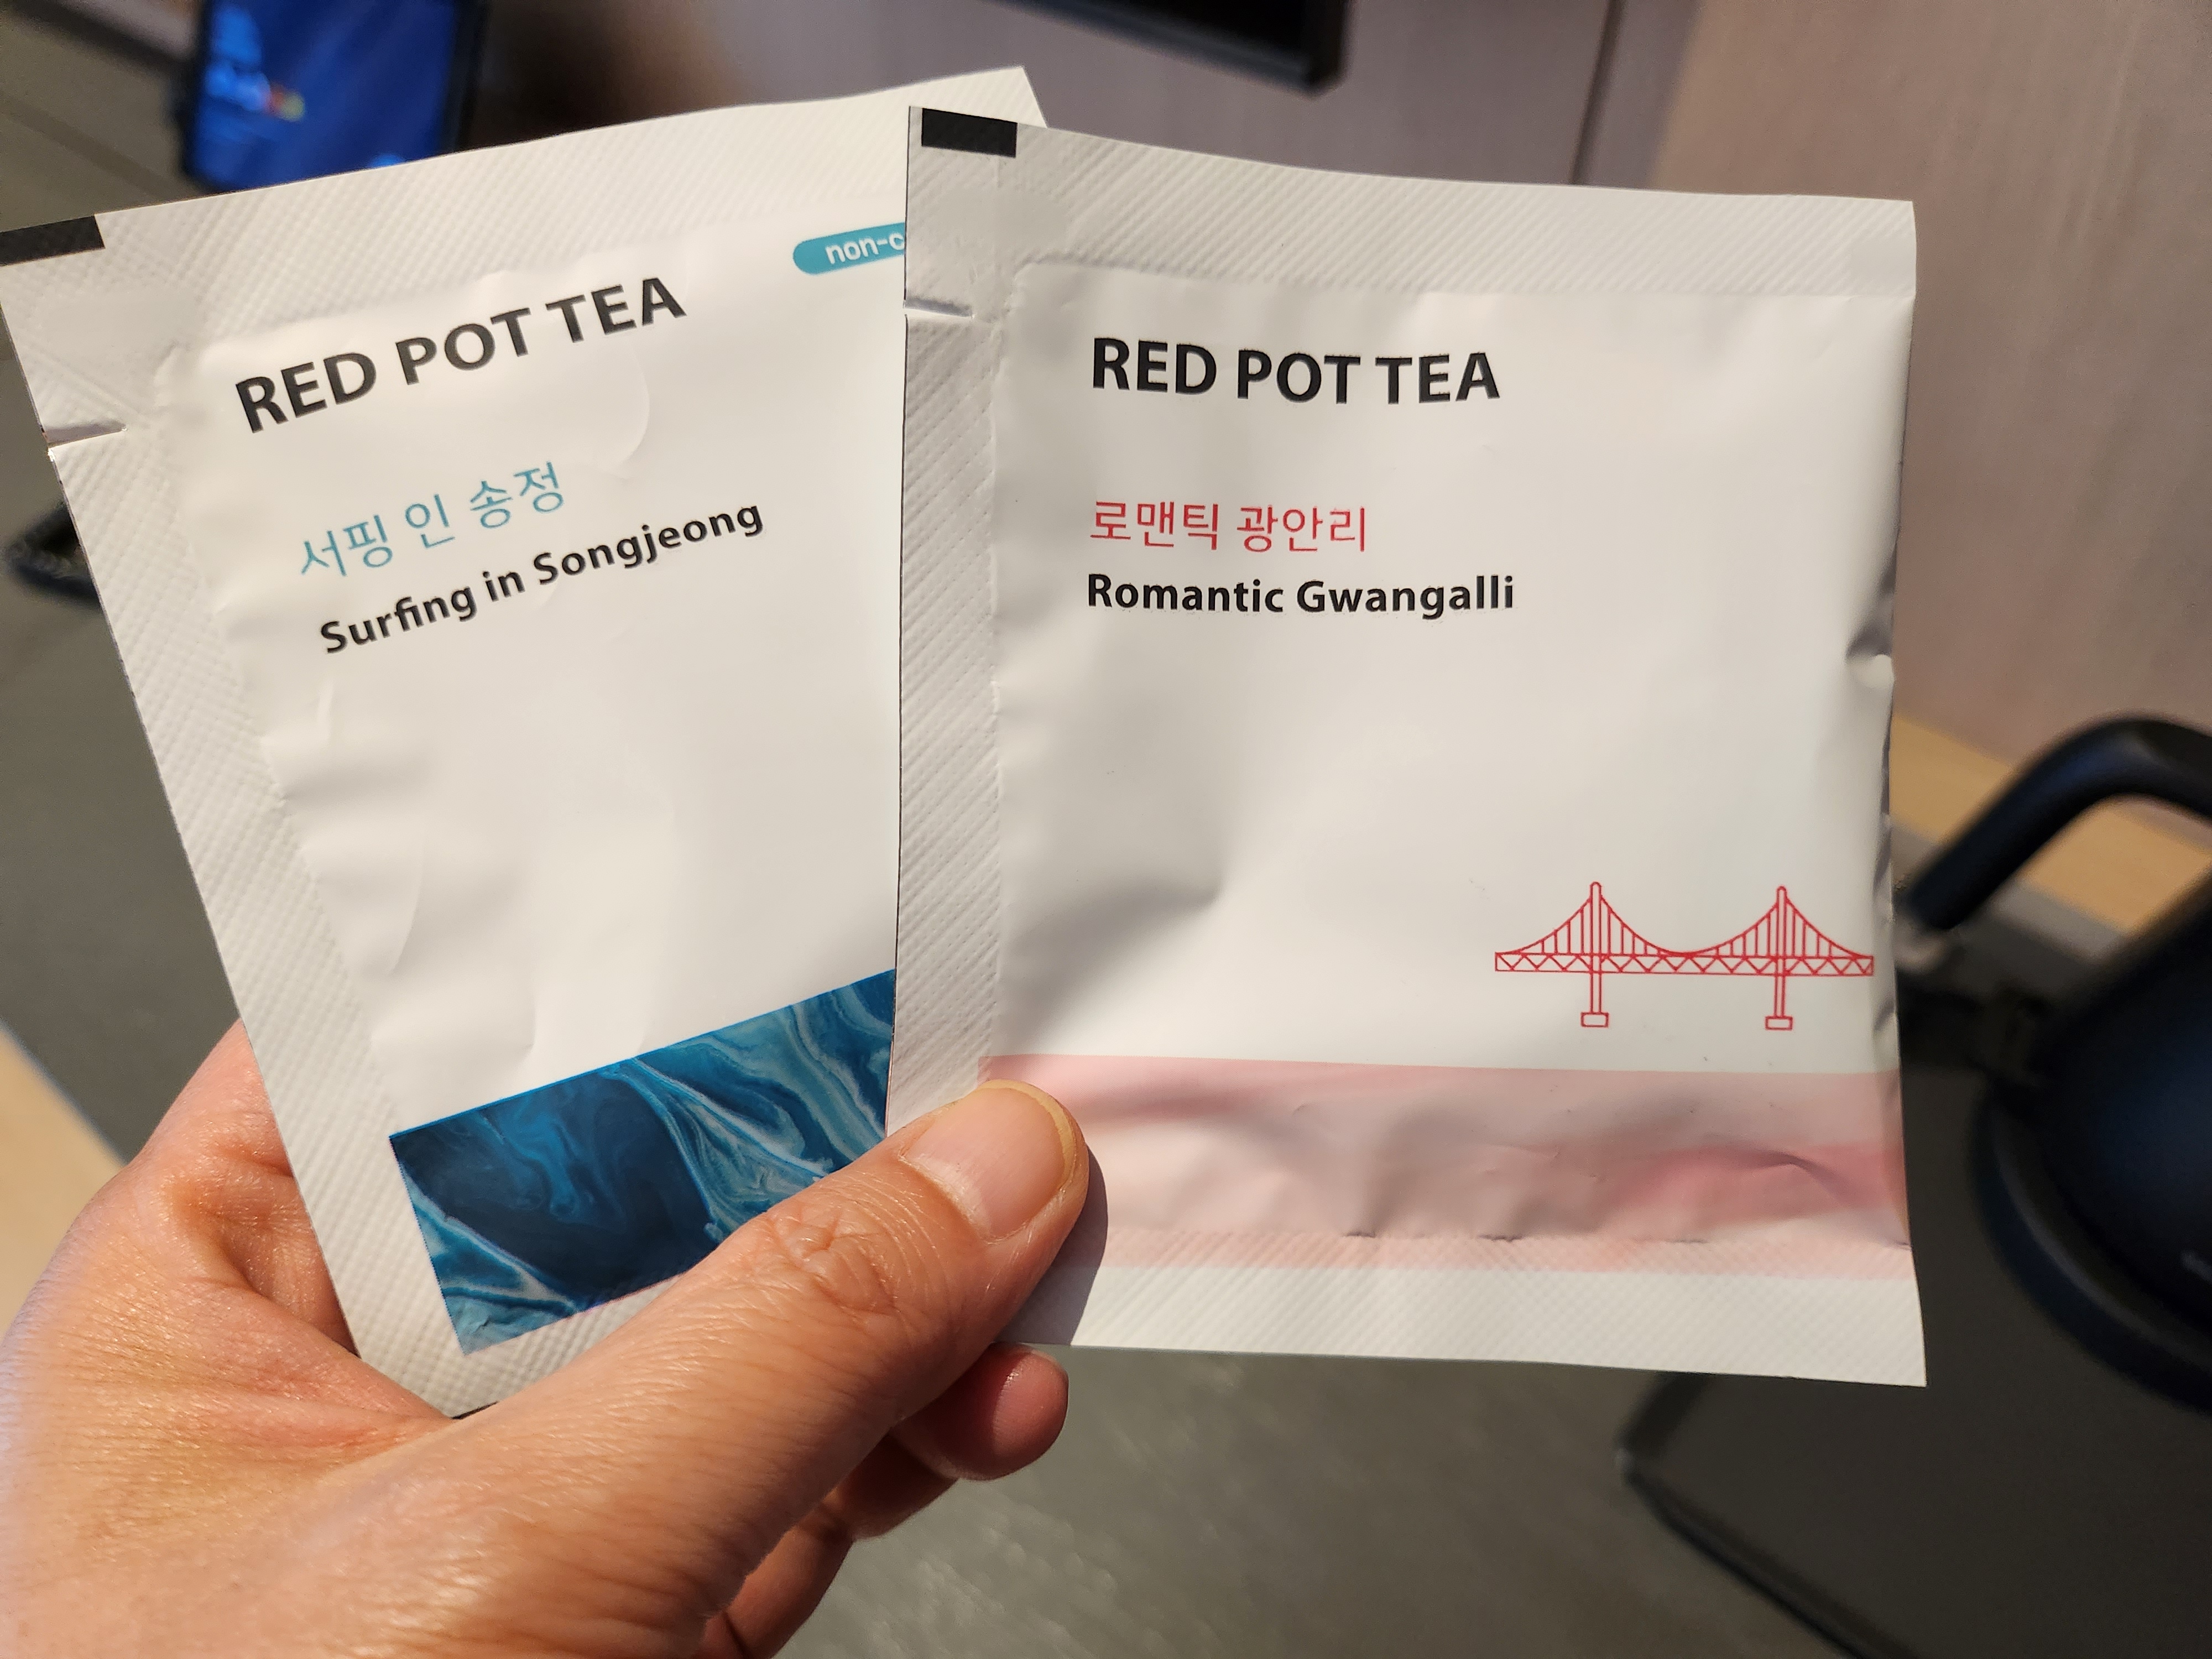 RED POT TEA
서핑 인 송정
Surfing in Songjeong
RED POT TEA
로맨틱 광안리
Romantic Gwangalli